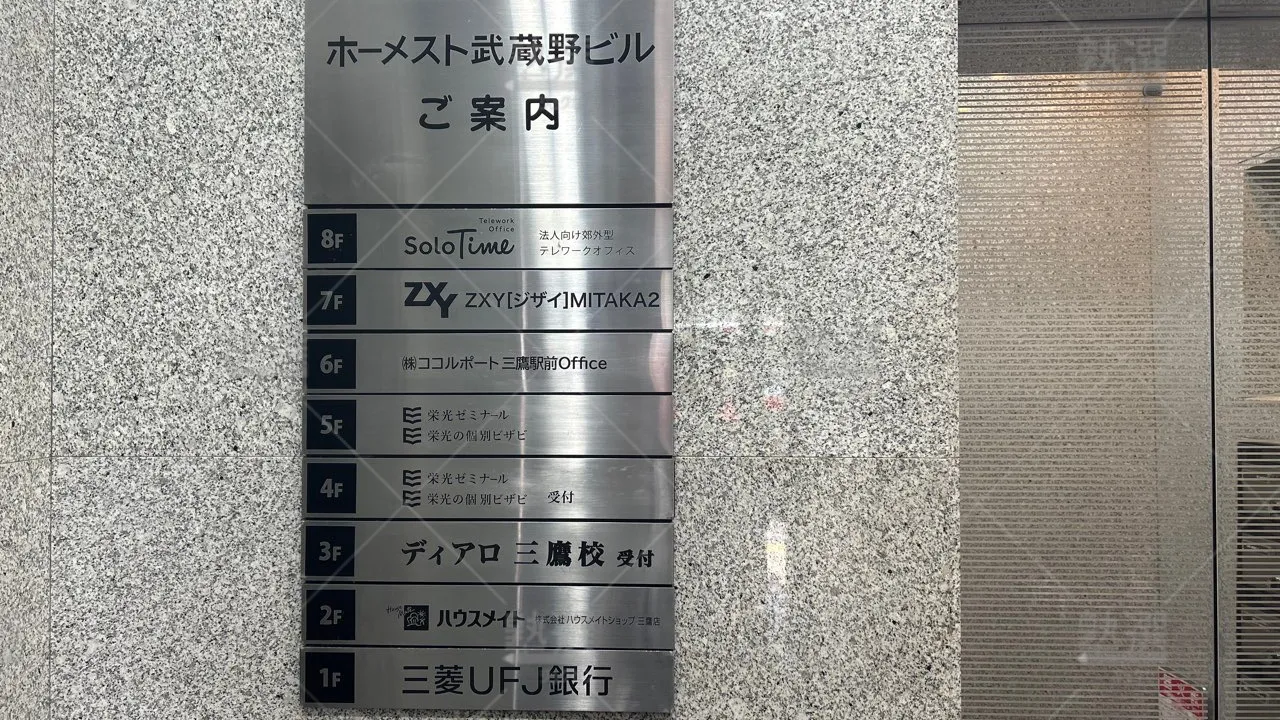 ホーメスト武蔵野ビル
ご案内
8F
Telework
Office
SoloTime
法人向け郊外型
テレワークオフィス
7F
ZXY ZXY[ジザイ]MITAKA2
6F
㈱ココルポート 三鷹駅前Office
5F
栄光ゼミナール
栄光の個別ビザビ
4F
栄光ゼミナール
栄光の個別ビザビ 受付
3F
ディアロ 三鷹校 受付
2F
ハウスメイト 株式会社ハウスメイトショップ 三鷹店
1F
三菱UFJ銀行